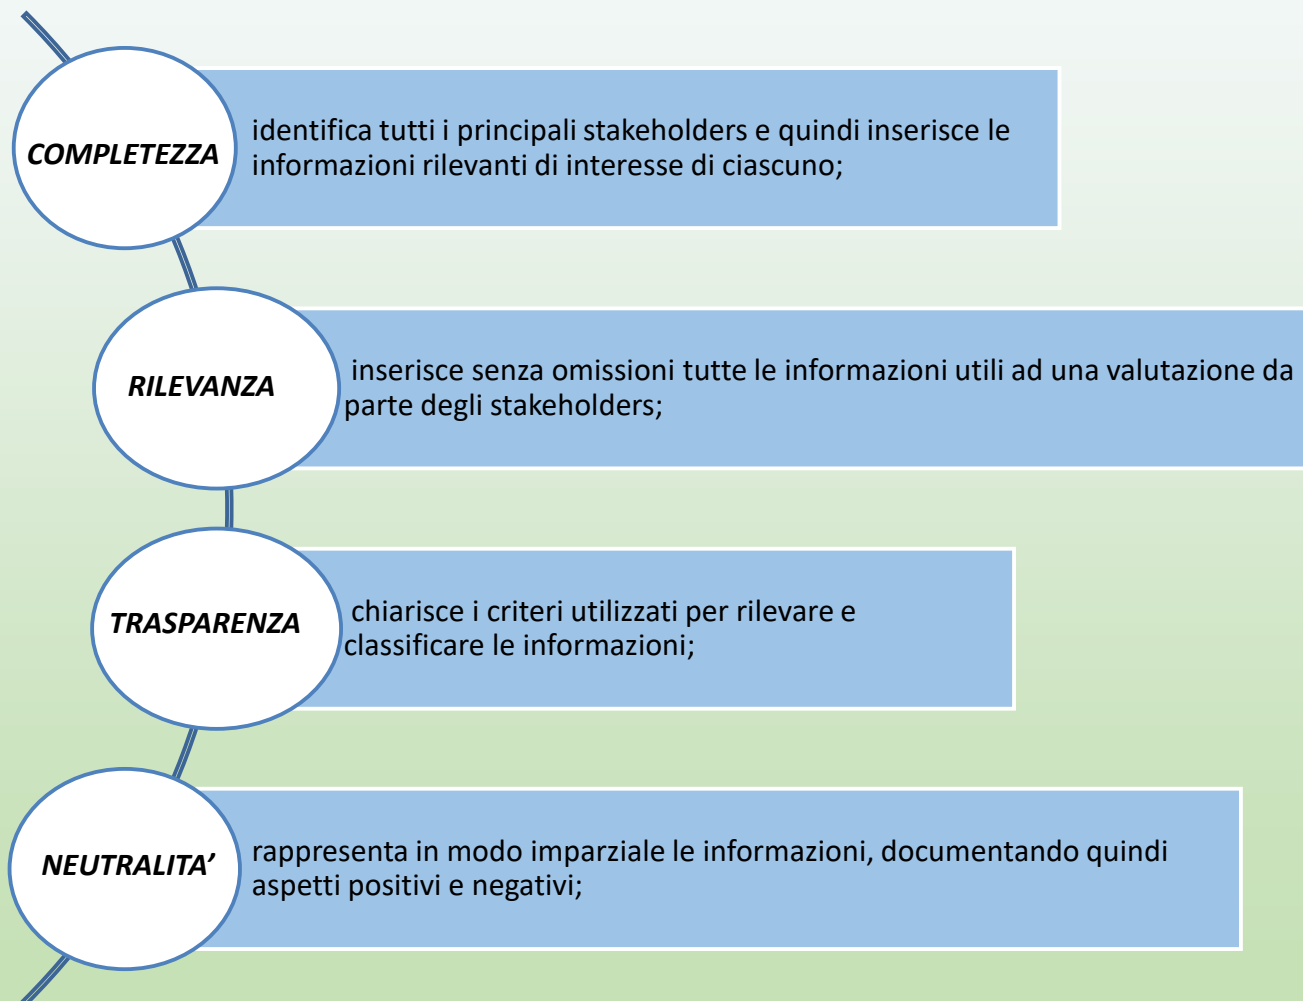 COMPLETEZZA
identifica tutti i principali stakeholders e quindi inserisce le
informazioni rilevanti di interesse di ciascuno;
RILEVANZA
inserisce senza omissioni tutte le informazioni utili ad una valutazione da
parte degli stakeholders;
TRASPARENZA
chiarisce i criteri utilizzati per rilevare e
classificare le informazioni;
NEUTRALITA’
rappresenta in modo imparziale le informazioni, documentando quindi
aspetti positivi e negativi;